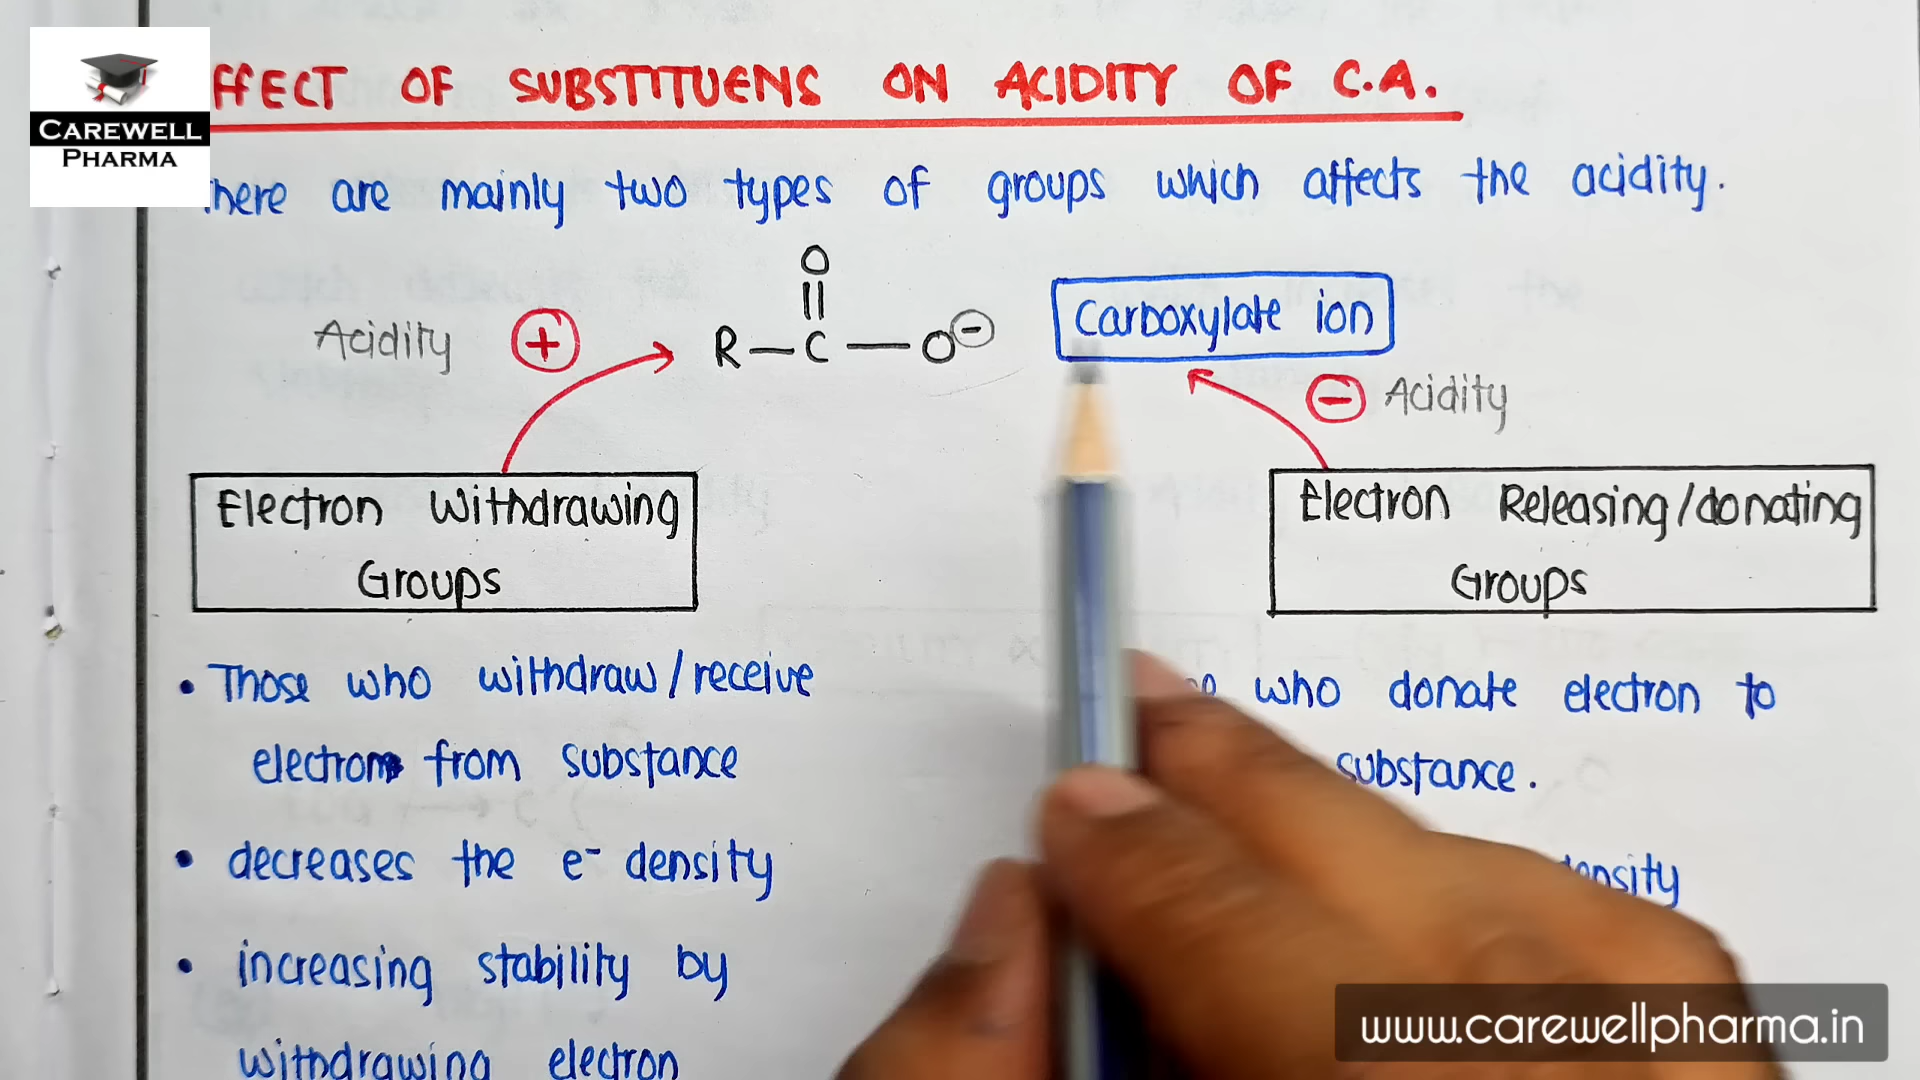 CAREWELL
PHARMA
FFECT OF SUBSTITUENS ON ACIDITY OF C.A.
here are mainly two types of groups which affects the acidity.
O
Acidity + R-C-O⊖ Carboxylate ion
− Acidity
Electron Withdrawing
Groups
Electron Releasing/donating
Groups
• Those who withdraw/receive
electron from substance
• decreases the e⁻ density
• increasing stability by
withdrawing electron
who donate electron to
substance.
density
www.carewellpharma.in